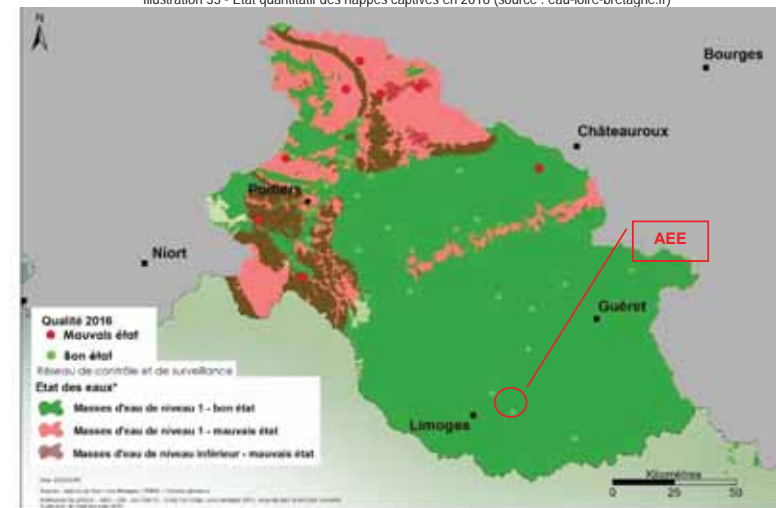 Illustration 33 - Etat quantitatif des nappes captives en 2016 (source : eau-loire-bretagne.fr)
N
Bourges
Châteauroux
Poitiers
AEE
Niort
Guéret
Qualité 2016
Mauvais état
Bon état
Réseau de contrôle et de surveillance
Etat des eaux*
Masses d'eau de niveau 1 - bon état
Masses d'eau de niveau 1 - mauvais état
Masses d'eau de niveau inférieur - mauvais état
Limoges
Kilomètres
0 25 50